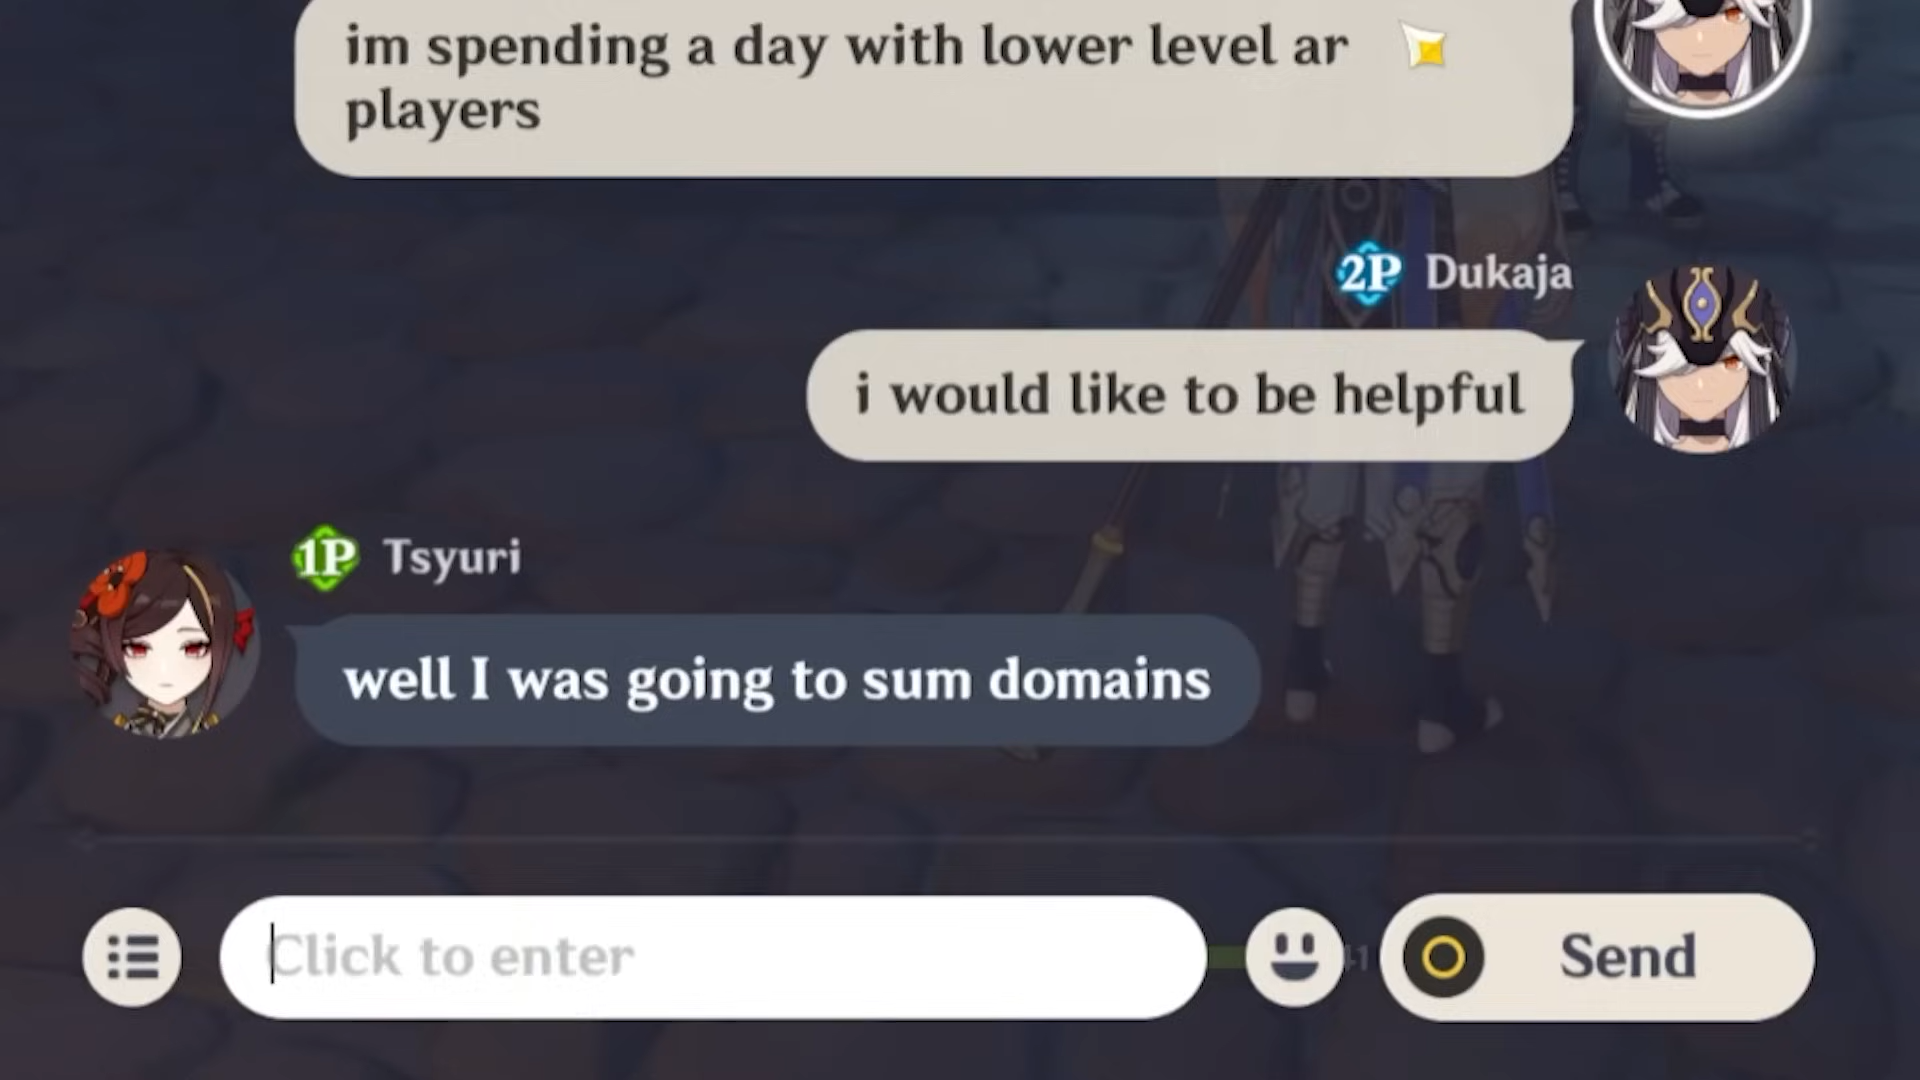 im spending a day with lower level ar
players
2P Dukaja
i would like to be helpful
1P Tsyuri
well I was going to sum domains
Click to enter
Send